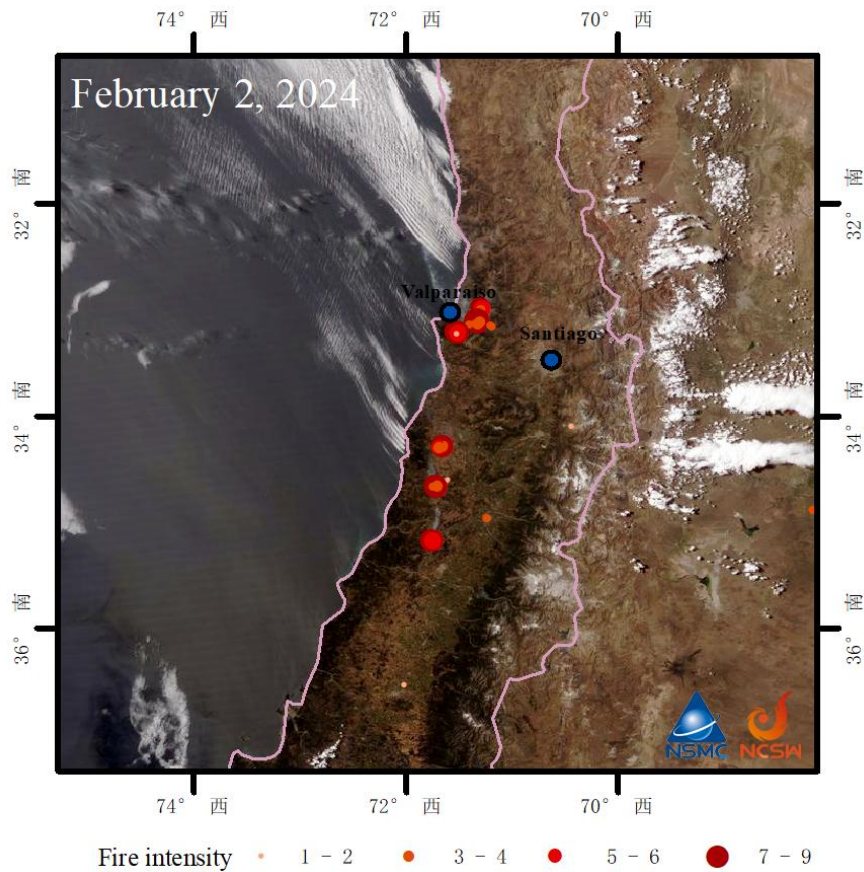 74° 西 72° 西 70° 西
February 2, 2024
32° 南
Valparaiso
Santiago
34° 南
36° 南
NSMC NCSW
74° 西 72° 西 70° 西
Fire intensity 1 - 2 3 - 4 5 - 6 7 - 9
32° 南
34° 南
36° 南